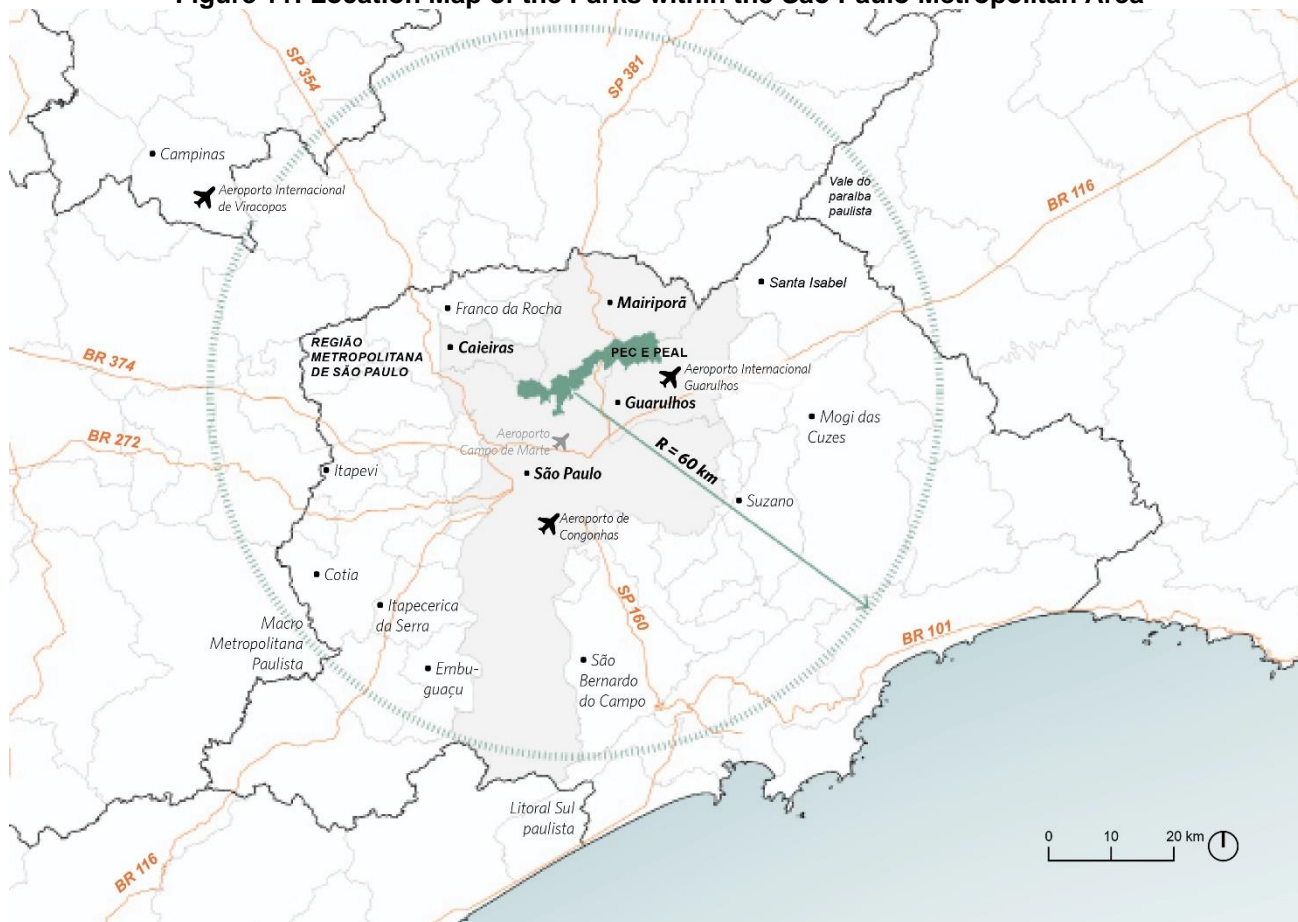 Figure 11: Location Map of the Parks within the São Paulo Metropolitan Area
SP 354
SP 381
Campinas
Aeroporto Internacional
de Viracopos
Vale do
paraíba
paulista
BR 116
Santa Isabel
Mairiporã
Franco da Rocha
REGIÃO
METROPOLITANA
DE SÃO PAULO
Caieiras
PEC E PEAL
BR 374
Aeroporto Internacional
Guarulhos
Guarulhos
Mogi das
Cuzes
Aeroporto
Campo de Marte
BR 272
Itapevi
São Paulo
R = 60 km
Suzano
Aeroporto de
Congonhas
Cotia
Itapecerica
da Serra
SP 160
Macro
Metropolitana
Paulista
BR 101
Embu-
guaçu
São
Bernardo
do Campo
Litoral Sul
paulista
BR 116
0 10 20 km